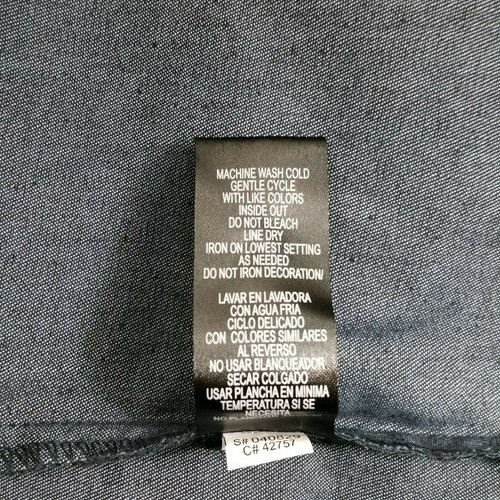 MACHINE WASH COLD
GENTLE CYCLE
WITH LIKE COLORS
INSIDE OUT
DO NOT BLEACH
LINE DRY
IRON ON LOWEST SETTING
AS NEEDED
DO NOT IRON DECORATION/
LAVAR EN LAVADORA
CON AGUA FRIA
CICLO DELICADO
CON COLORES SIMILARES
AL REVERSO
NO USAR BLANQUEADOR
SECAR COLGADO
USAR PLANCHA EN MINIMA
TEMPERATURA SI SE
NECESITA
C# 42757